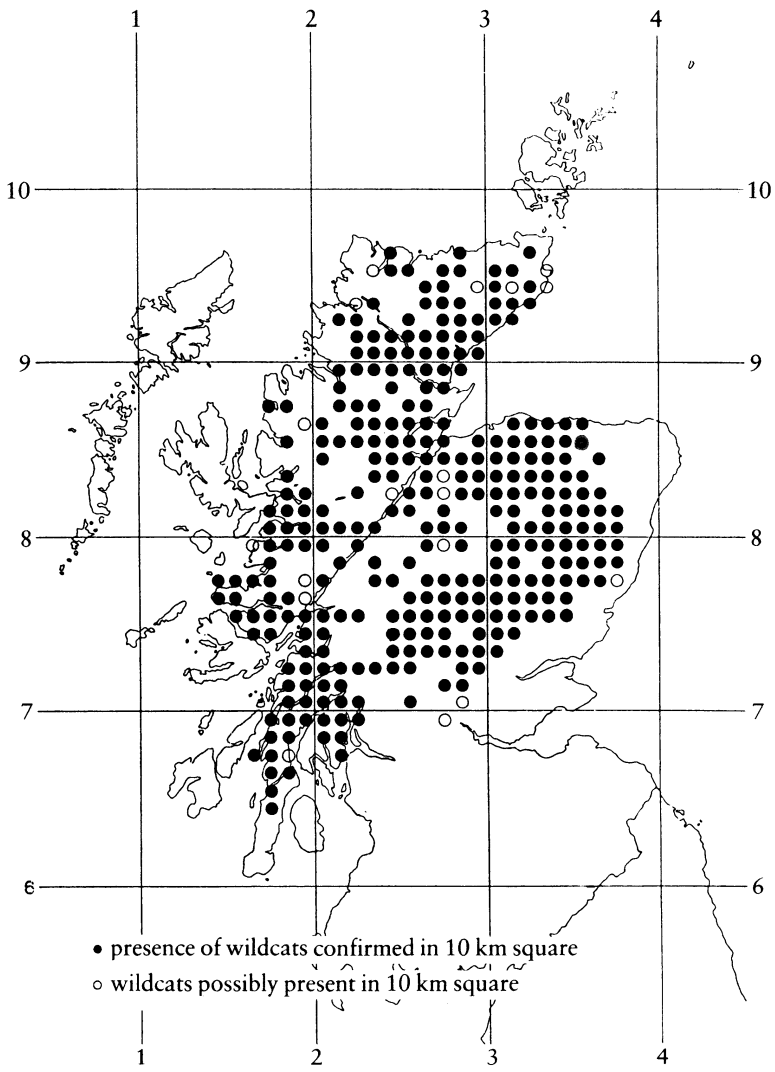 1 2 3 4
10 10
9 9
8 8
7 7
6 6
● presence of wildcats confirmed in 10 km square
○ wildcats possibly present in 10 km square
1 2 3 4